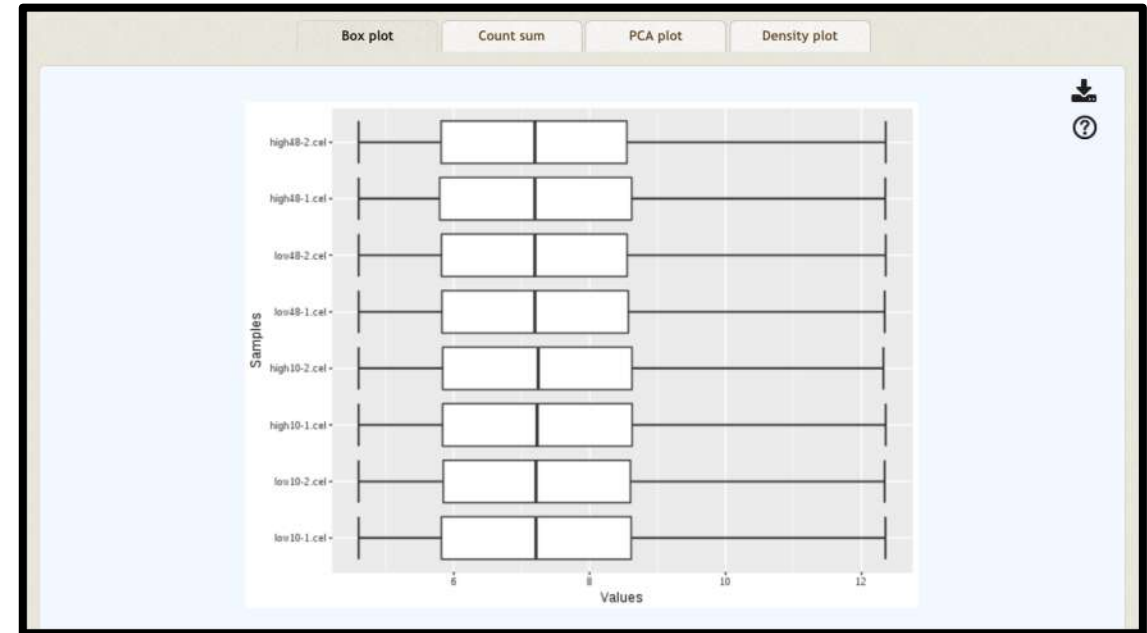 Box plot
Count sum
PCA plot
Density plot
?
high48-2.cel
high48-1.cel
low48-2.cel
low48-1.cel
high10-2.cel
high10-1.cel
low10-2.cel
low10-1.cel
Samples
6
8
10
12
Values